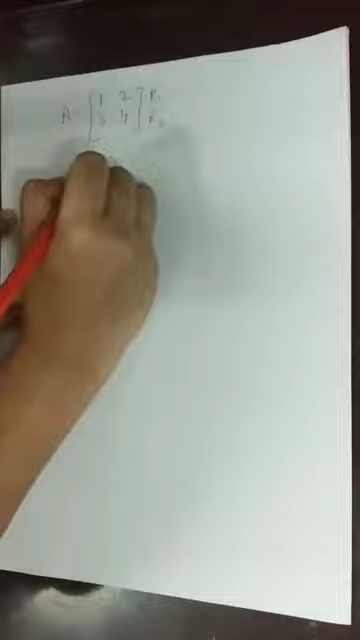 A = [ 1 2 ] R₁
3 4 R₂